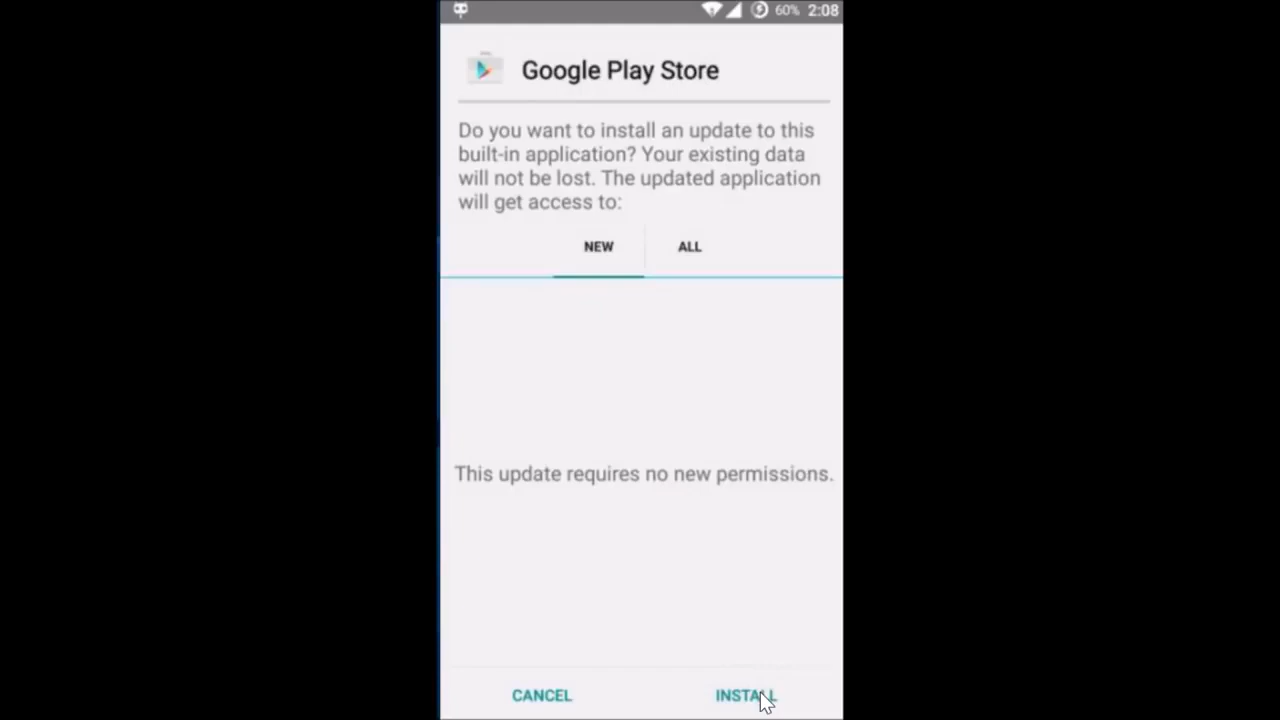 60% 2:08
Google Play Store
Do you want to install an update to this
built-in application? Your existing data
will not be lost. The updated application
will get access to:
NEW ALL
This update requires no new permissions.
CANCEL INSTALL